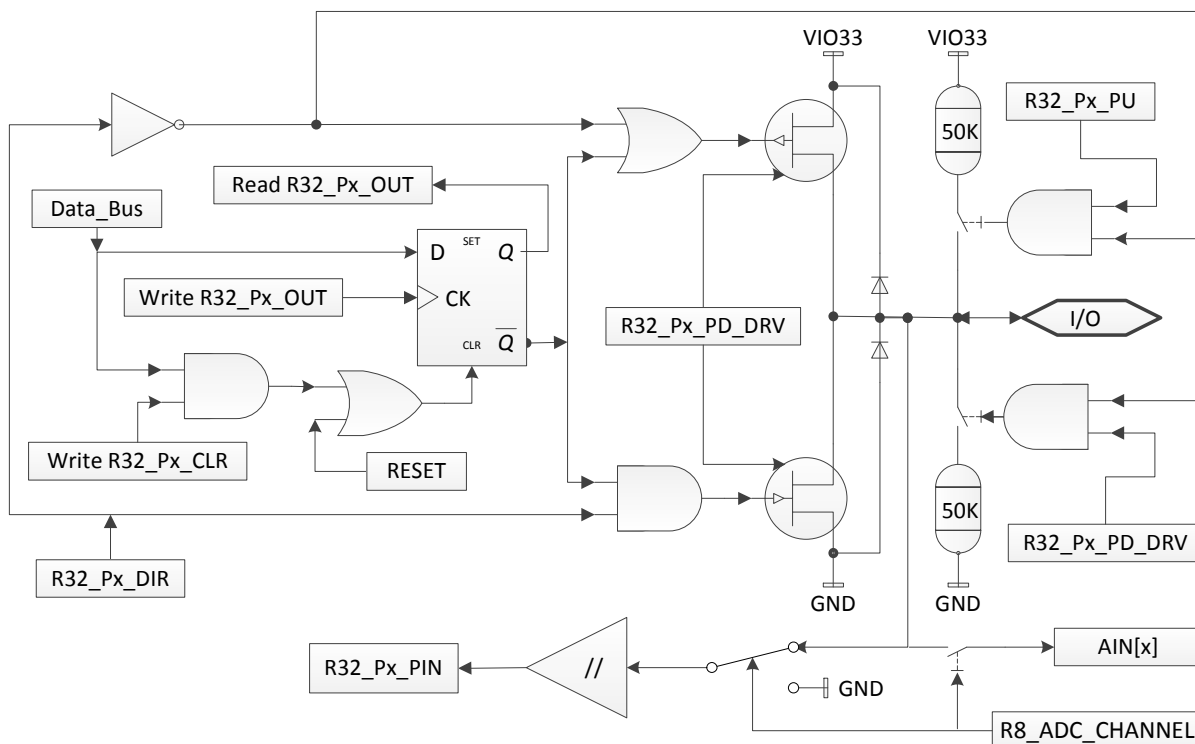 VIO33
VIO33
R32_Px_PU
50K
Read R32_Px_OUT
Data_Bus
D
SET
Q
Write R32_Px_OUT
CK
R32_Px_PD_DRV
I/O
CLR
Q
Write R32_Px_CLR
RESET
50K
R32_Px_PD_DRV
R32_Px_DIR
GND
GND
R32_Px_PIN
//
AIN[x]
GND
R8_ADC_CHANNEL